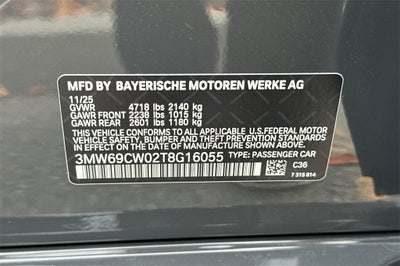 MFD BY BAYERISCHE MOTOREN WERKE AG
11/25
GVWR 4718 lbs 2140 kg
GAWR FRONT 2238 lbs 1015 kg
GAWR REAR 2601 lbs 1180 kg
THIS VEHICLE CONFORMS TO ALL APPLICABLE
U.S. FEDERAL MOTOR VEHICLE SAFETY, BUMPER,
AND THEFT PREVENTION STANDARDS IN EFFECT ON THE DATE OF
MANUFACTURE SHOWN ABOVE.
3MW69CW02T8G16055 TYPE: PASSENGER CAR
C36
7 315 814